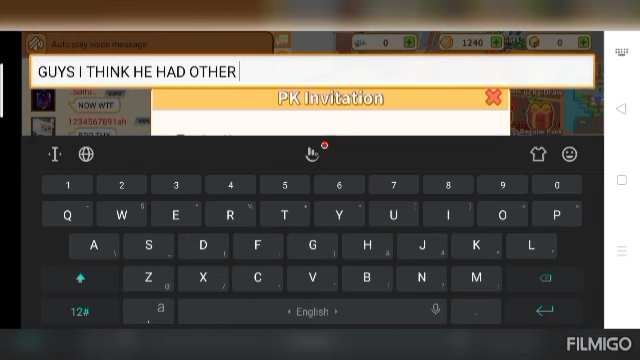 Auto play voice message
0
1240
0
GUYS I THINK HE HAD OTHER
NOW WTF
PK Invitation
1234567891ah
1 2 3 4 5 6 7 8 9 0
Q W E R T Y U I O P
A S D F G H J K L
Z X C V B N M
12# a English
FILMIGO